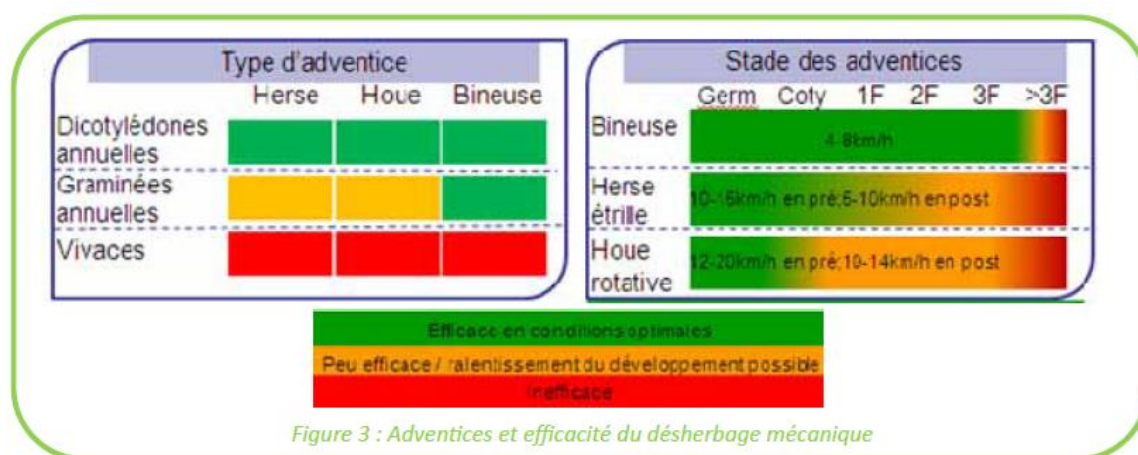 Type d'adventice
Herse Houe Bineuse
Dicotylédones
annuelles
Graminées
annuelles
Vivaces
Stade des adventices
Germ Coty 1F 2F 3F >3F
Bineuse
4-8km/h
Herse
étrille
10-15km/h en pré;5-10km/h en post
Houe
rotative
12-20km/h en pré;10-14km/h en post
Efficace en conditions optimales
Peu efficace / ralentissement du développement possible
Inefficace
Figure 3 : Adventices et efficacité du désherbage mécanique